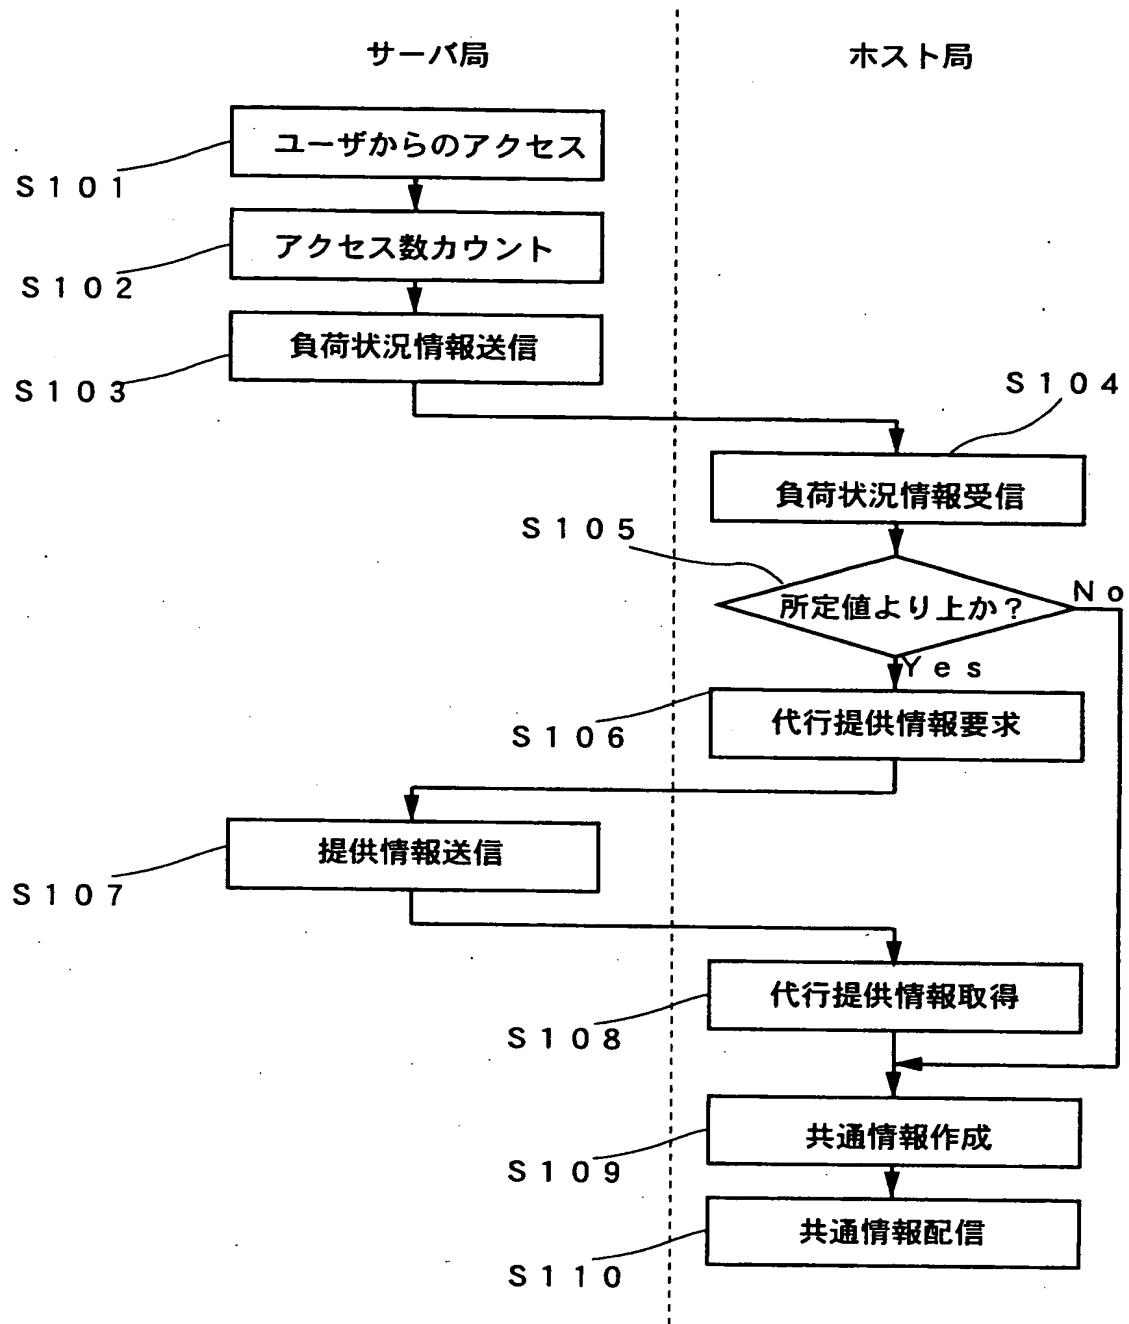 サーバ局
ホスト局
ユーザからのアクセス
S101
アクセス数カウント
S102
負荷状況情報送信
S103
S104
負荷状況情報受信
S105
所定値より上か？
No
Yes
代行提供情報要求
S106
提供情報送信
S107
代行提供情報取得
S108
共通情報作成
S109
共通情報配信
S110